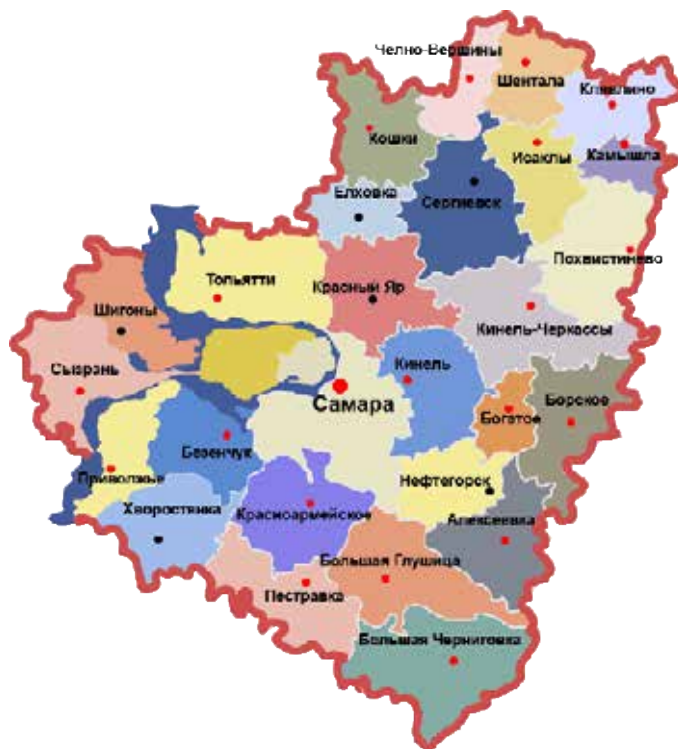 Челно-Вершины
Шентала
Клявлино
Кошки
Исаклы
Камышла
Елховка
Сергиевск
Похвистнево
Тольятти
Красный Яр
Шигоны
Кинель-Черкассы
Сызрань
Кинель
Самара
Богатое
Борское
Безенчук
Приволжье
Нефтегорск
Хворостянка
Красноармейское
Алексеевка
Большая Глушица
Пестравка
Большая Черниговка